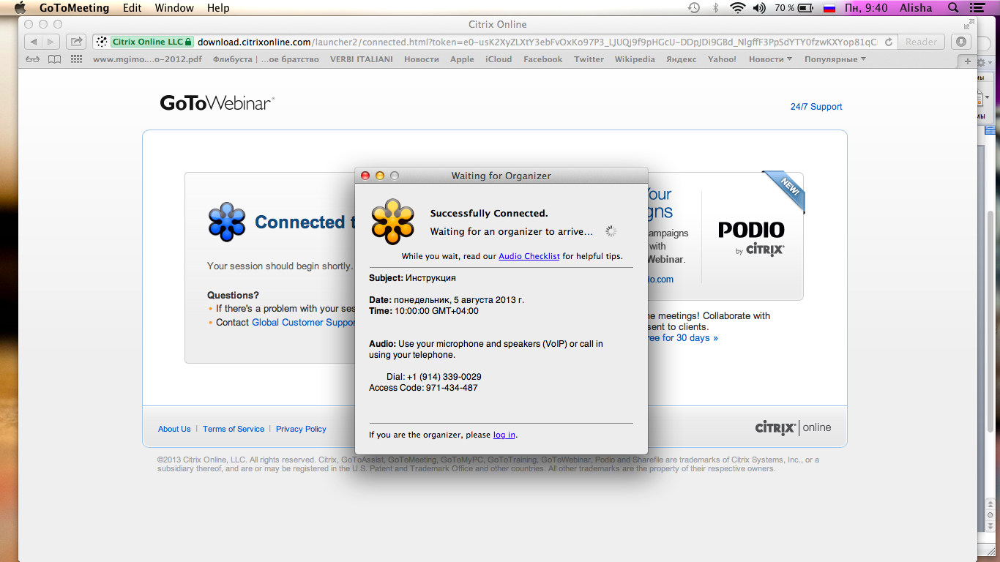 GoToMeeting Edit Window Help 70 % Пн, 9:40 Alisha
Citrix Online
Citrix Online LLC download.citrixonline.com/launcher2/connected.html?token=e0-usK2XyZLXtY3ebFvOxKo97P3_LJUQj9f9pHGcU-DDpJDi9GBd_NlgffF3PpSdYTY0fzwKXYop81qC Reader
www.mgimo....o-2012.pdf Флибуста | ...ое братство VERBI ITALIANI Новости Apple iCloud Facebook Twitter Wikipedia Яндекс Yahoo! Новости Популярные
GoToWebinar
24/7 Support
Waiting for Organizer
Connected t
Your session should begin shortly.
Questions?
• If there's a problem with your ses
• Contact Global Customer Suppo
Successfully Connected.
Waiting for an organizer to arrive...
While you wait, read our Audio Checklist for helpful tips.
Subject: Инструкция
Date: понедельник, 5 августа 2013 г.
Time: 10:00:00 GMT+04:00
Audio: Use your microphone and speakers (VoIP) or call in
using your telephone.
Dial: +1 (914) 339-0029
Access Code: 971-434-487
If you are the organizer, please log in.
NEW!
Your
gns
ampaigns
with
Webinar.
io.com
PODIO
by CİTRIX
ne meetings! Collaborate with
sent to clients.
ree for 30 days »
About Us | Terms of Service | Privacy Policy
CİTRIX | online
©2013 Citrix Online, LLC. All rights reserved. Citrix, GoToAssist, GoToMeeting, GoToMyPC, GoToTraining, GoToWebinar, Podio and Sharefile are trademarks of Citrix Systems, Inc., or a
subsidiary thereof, and are or may be registered in the U.S. Patent and Trademark Office and other countries. All other trademarks are the property of their respective owners.